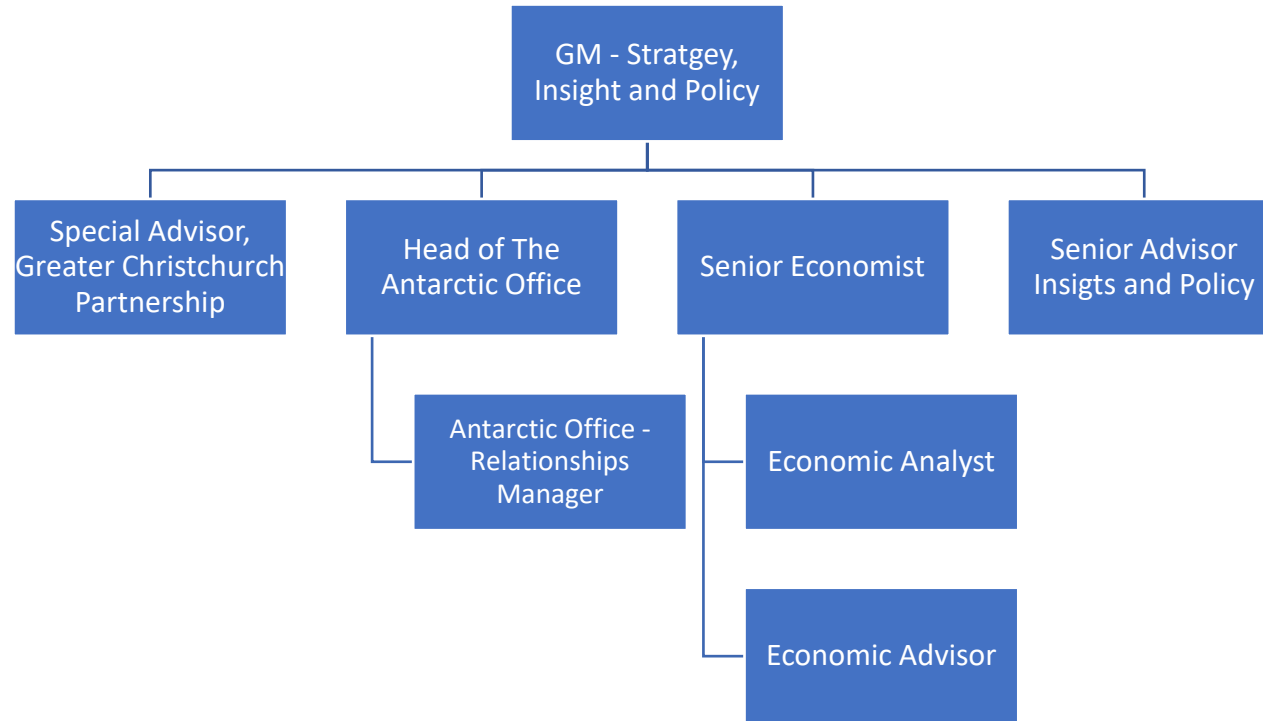 GM - Stratgey,
Insight and Policy
Special Advisor,
Greater Christchurch
Partnership
Head of The
Antarctic Office
Senior Economist
Senior Advisor
Insigts and Policy
Antarctic Office -
Relationships
Manager
Economic Analyst
Economic Advisor